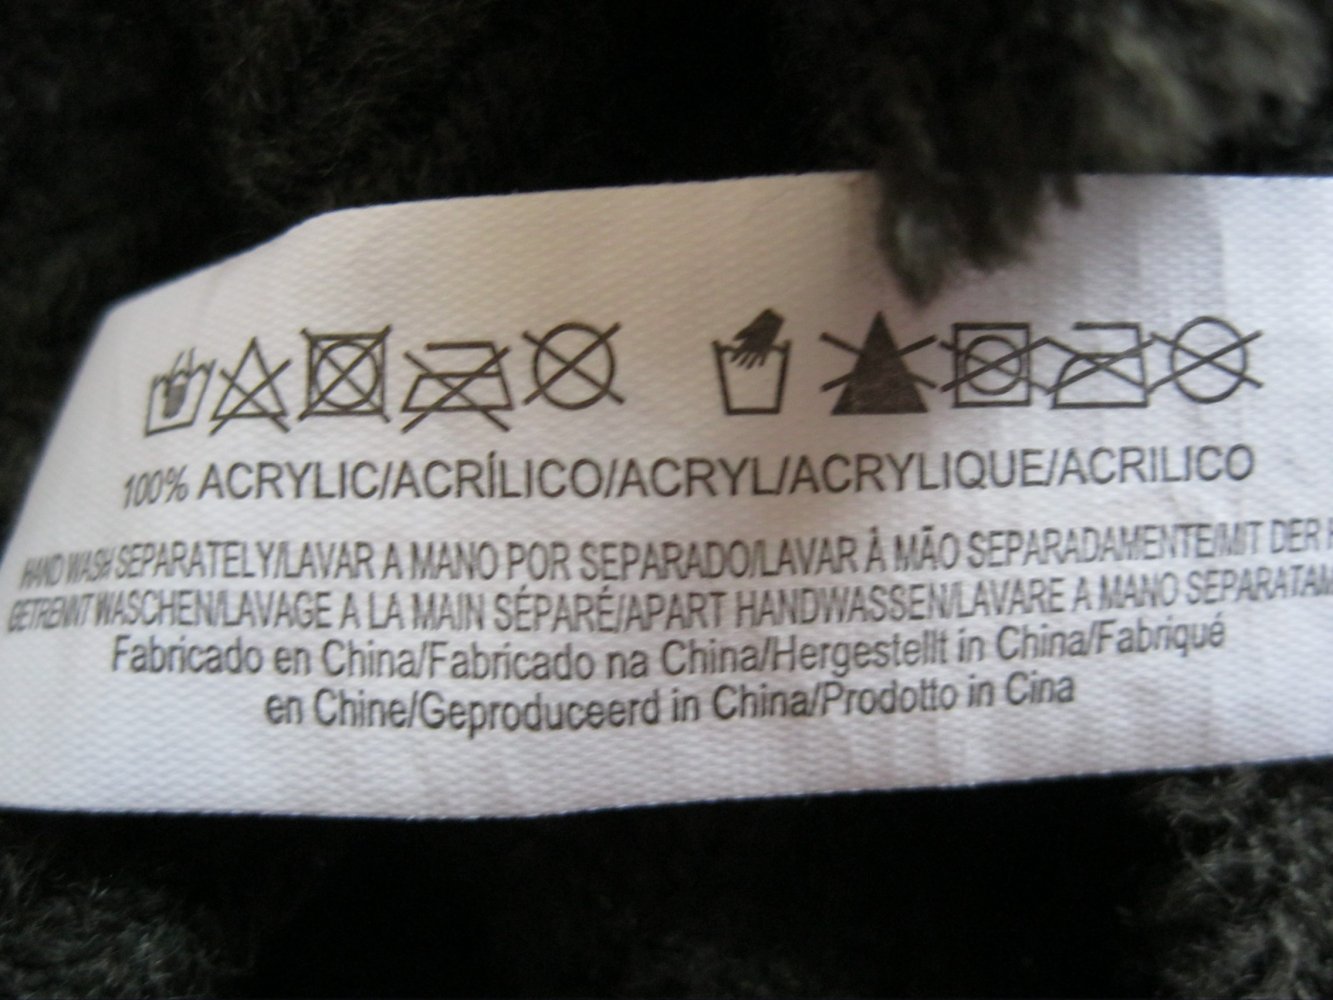 100% ACRYLIC/ACRÍLICO/ACRYL/ACRYLIQUE/ACRILICO
HAND WASH SEPARATELY/LAVAR A MANO POR SEPARADO/LAVAR À MÃO SEPARADAMENTE/MIT DER
GETRENNT WASCHEN/LAVAGE A LA MAIN SÉPARÉ/APART HANDWASSEN/LAVARE A MANO SEPARATAM
Fabricado en China/Fabricado na China/Hergestellt in China/Fabriqué
en Chine/Geproduceerd in China/Prodotto in Cina